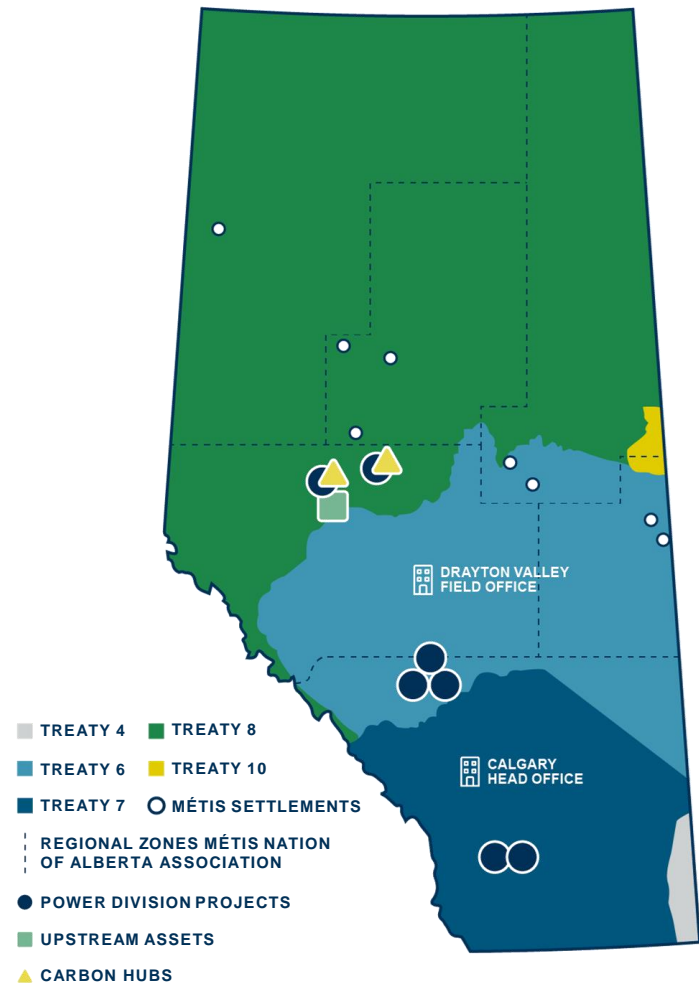 DRAYTON VALLEY
FIELD OFFICE
TREATY 4
TREATY 8
TREATY 6
TREATY 10
CALGARY
HEAD OFFICE
TREATY 7
MÉTIS SETTLEMENTS
REGIONAL ZONES MÉTIS NATION
OF ALBERTA ASSOCIATION
POWER DIVISION PROJECTS
UPSTREAM ASSETS
CARBON HUBS